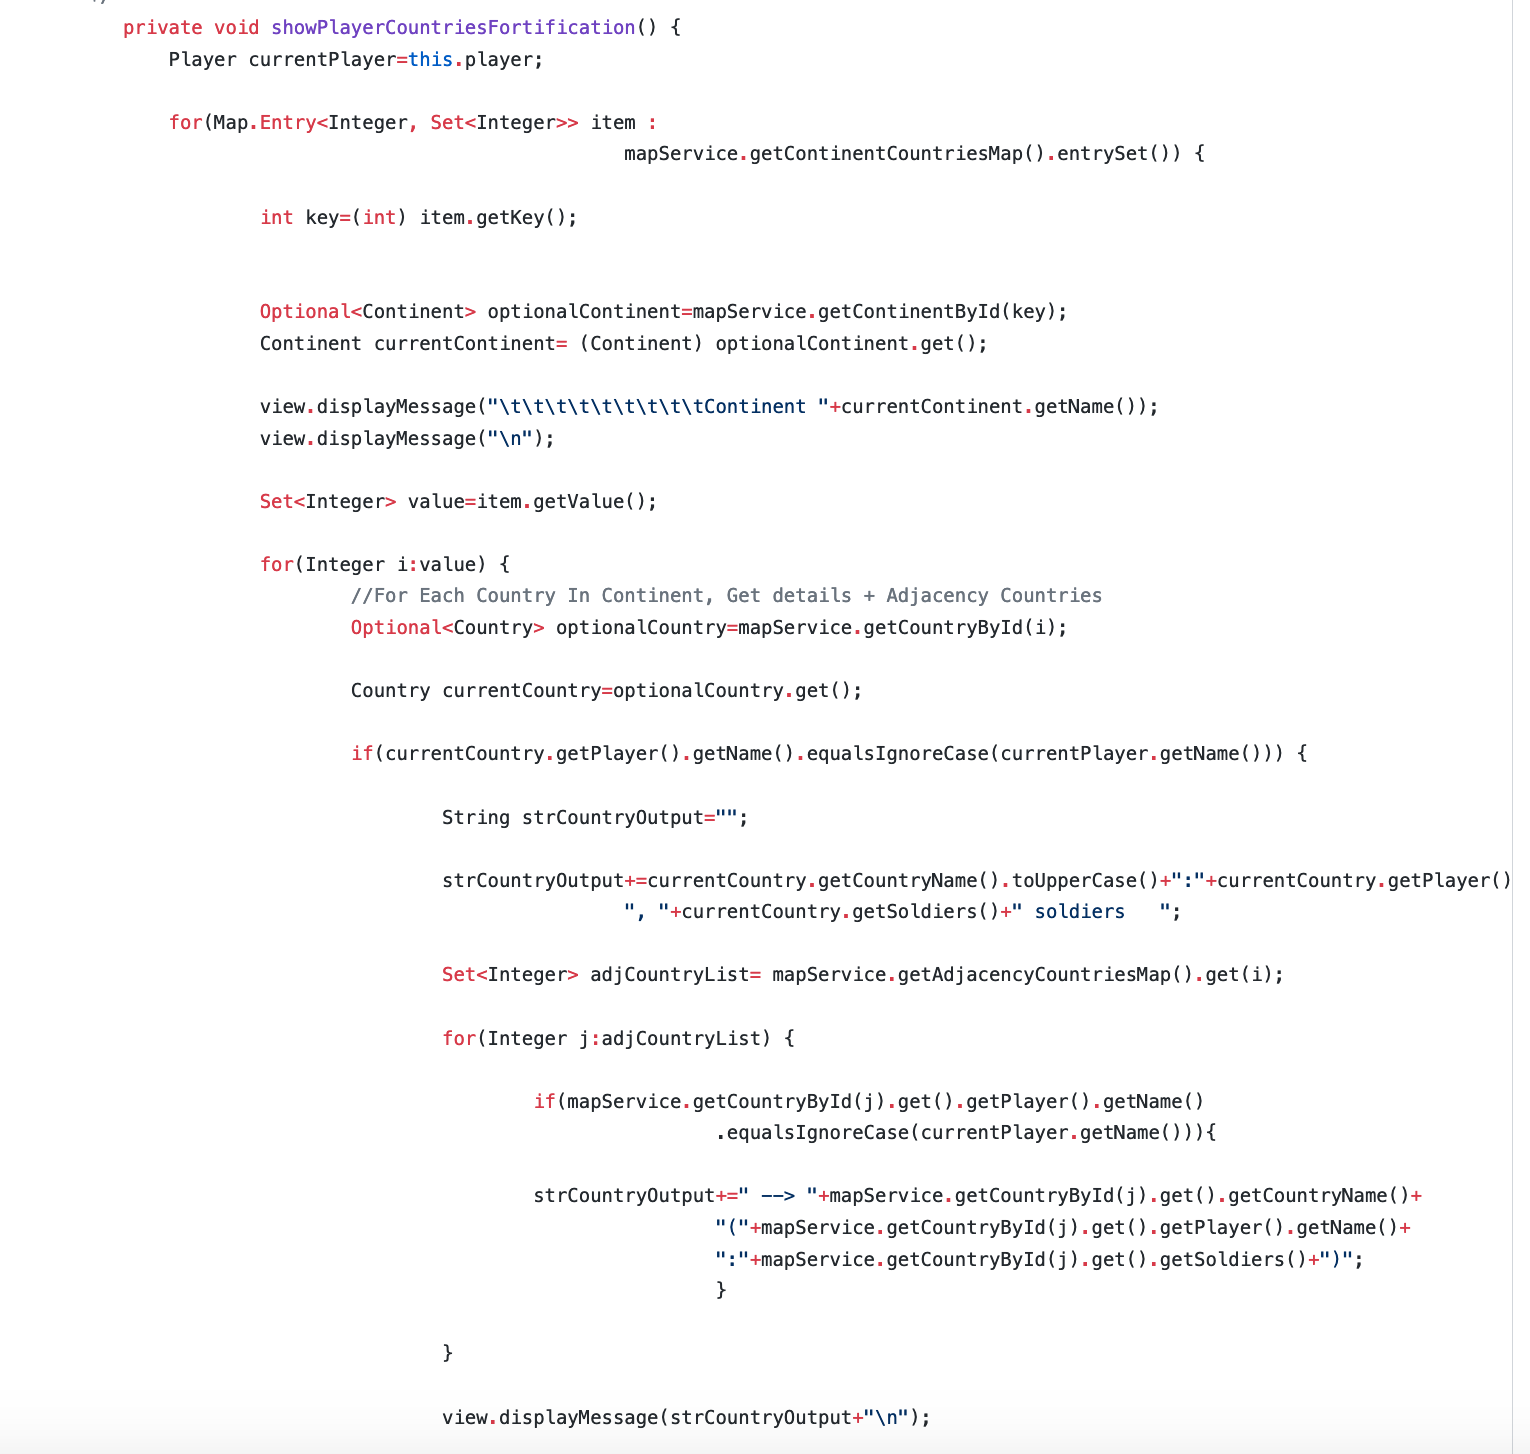 private void showPlayerCountriesFortification() {
Player currentPlayer=this.player;
for(Map.Entry<Integer, Set<Integer>> item :
mapService.getContinentCountriesMap().entrySet()) {
int key=(int) item.getKey();
Optional<Continent> optionalContinent=mapService.getContinentById(key);
Continent currentContinent= (Continent) optionalContinent.get();
view.displayMessage("\t\t\t\t\t\t\t\t\tContinent "+currentContinent.getName());
view.displayMessage("\n");
Set<Integer> value=item.getValue();
for(Integer i:value) {
//For Each Country In Continent, Get details + Adjacency Countries
Optional<Country> optionalCountry=mapService.getCountryById(i);
Country currentCountry=optionalCountry.get();
if(currentCountry.getPlayer().getName().equalsIgnoreCase(currentPlayer.getName())) {
String strCountryOutput="";
strCountryOutput+=currentCountry.getCountryName().toUpperCase()+":"+currentCountry.getPlayer()
", "+currentCountry.getSoldiers()+" soldiers   ";
Set<Integer> adjCountryList= mapService.getAdjacencyCountriesMap().get(i);
for(Integer j:adjCountryList) {
if(mapService.getCountryById(j).get().getPlayer().getName()
.equalsIgnoreCase(currentPlayer.getName())){
strCountryOutput+=" --> "+mapService.getCountryById(j).get().getCountryName()+
"("+mapService.getCountryById(j).get().getPlayer().getName()+
":"+mapService.getCountryById(j).get().getSoldiers()+")";
}
}
view.displayMessage(strCountryOutput+"\n");